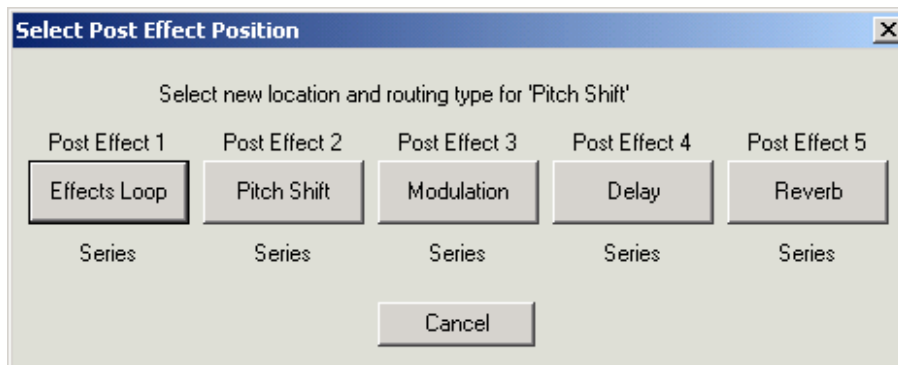 Select Post Effect Position
Select new location and routing type for 'Pitch Shift'
Post Effect 1 Post Effect 2 Post Effect 3 Post Effect 4 Post Effect 5
Effects Loop Pitch Shift Modulation Delay Reverb
Series Series Series Series Series
Cancel